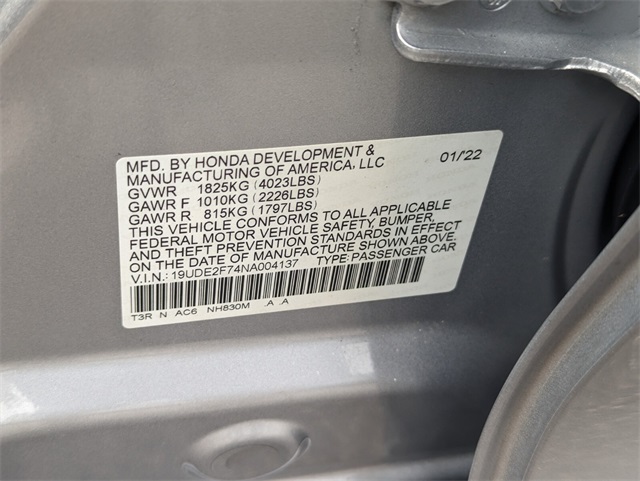 MFD. BY HONDA DEVELOPMENT & 01/'22
MANUFACTURING OF AMERICA, LLC
GVWR 1825KG (4023LBS)
GAWR F 1010KG (2226LBS)
GAWR R 815KG (1797LBS)
THIS VEHICLE CONFORMS TO ALL APPLICABLE
FEDERAL MOTOR VEHICLE SAFETY, BUMPER,
AND THEFT PREVENTION STANDARDS IN EFFECT
ON THE DATE OF MANUFACTURE SHOWN ABOVE.
V.I.N.: 19UDE2F74NA004137 TYPE: PASSENGER CAR
T3R N AC6 NH830M .A .A